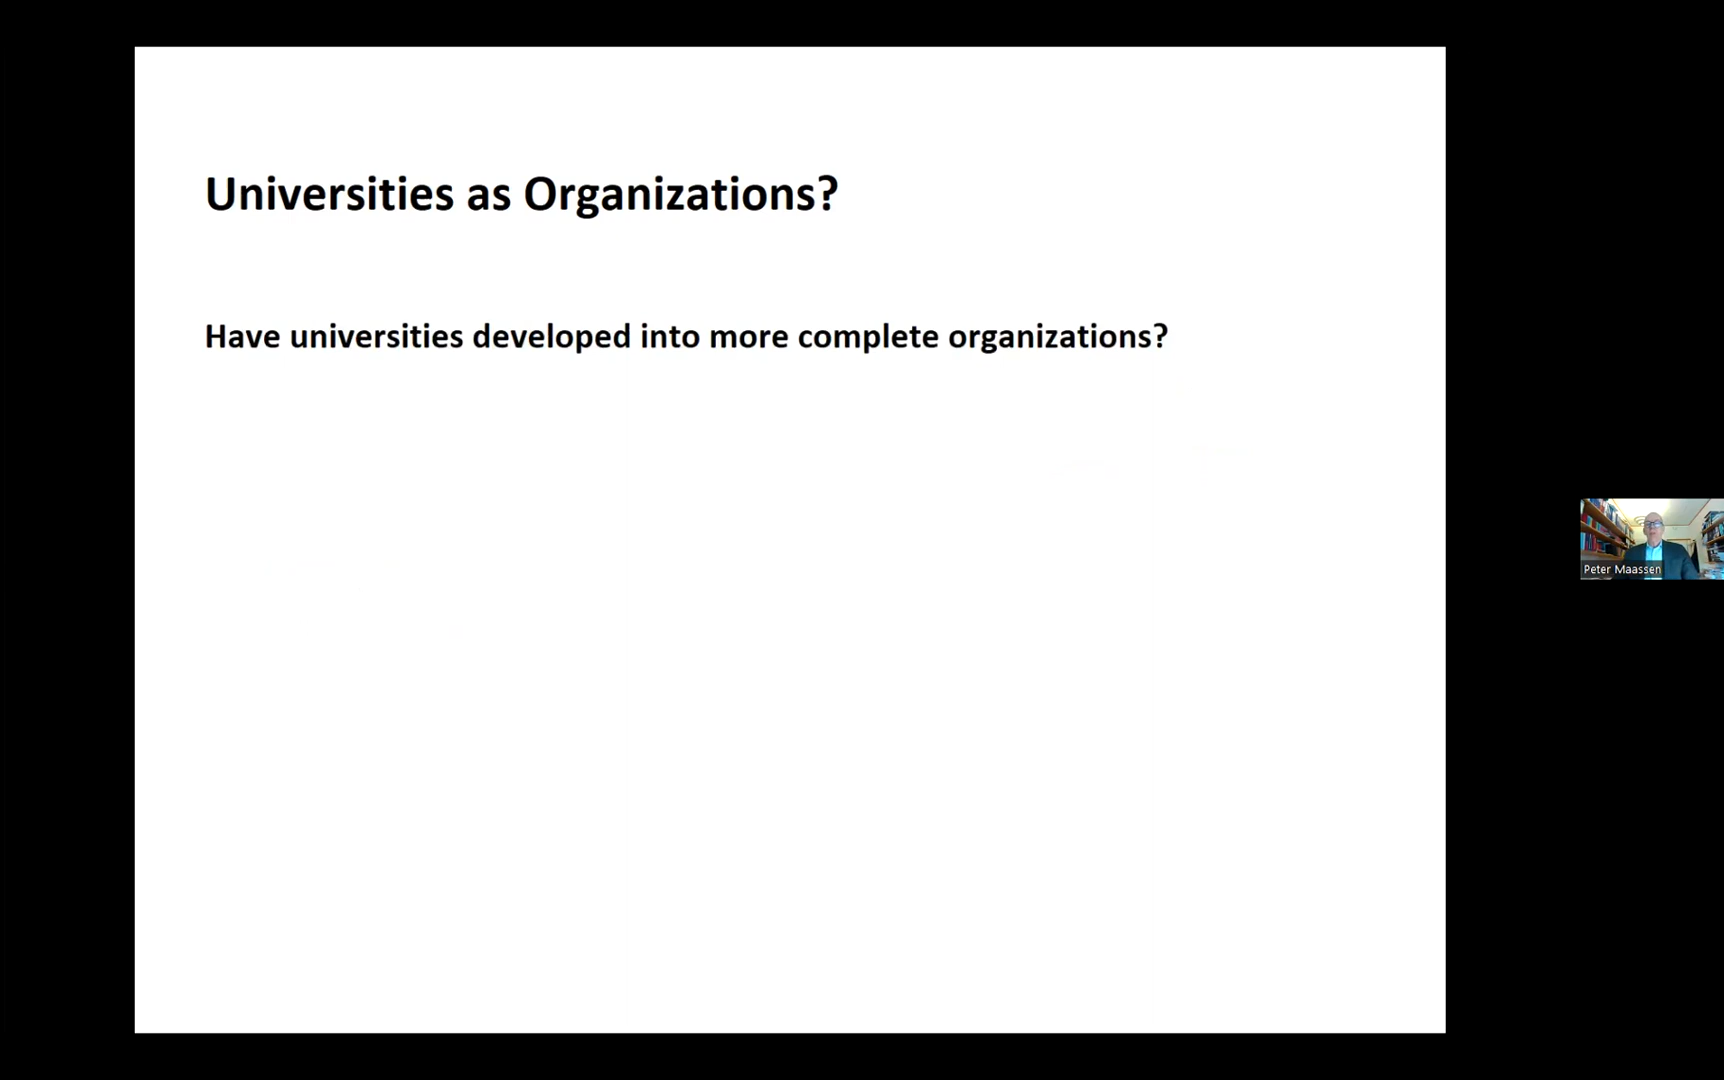 Universities as Organizations?
Have universities developed into more complete organizations?
Peter Maassen